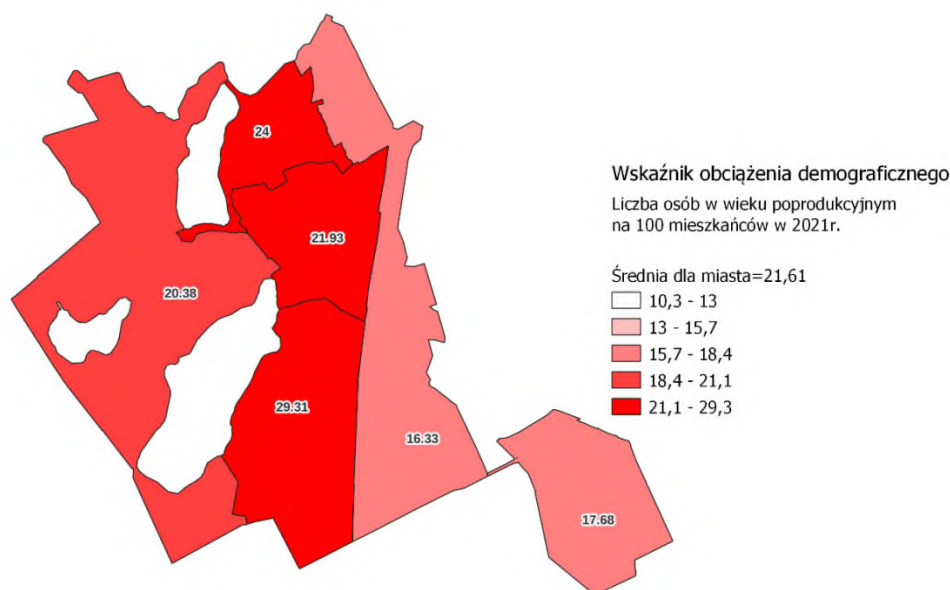 24
21.93
20.38
29.31
16.33
17.68
Wskaźnik obciążenia demograficznego
Liczba osób w wieku poprodukcyjnym
na 100 mieszkańców w 2021r.
Średnia dla miasta=21,61
10,3 - 13
13 - 15,7
15,7 - 18,4
18,4 - 21,1
21,1 - 29,3